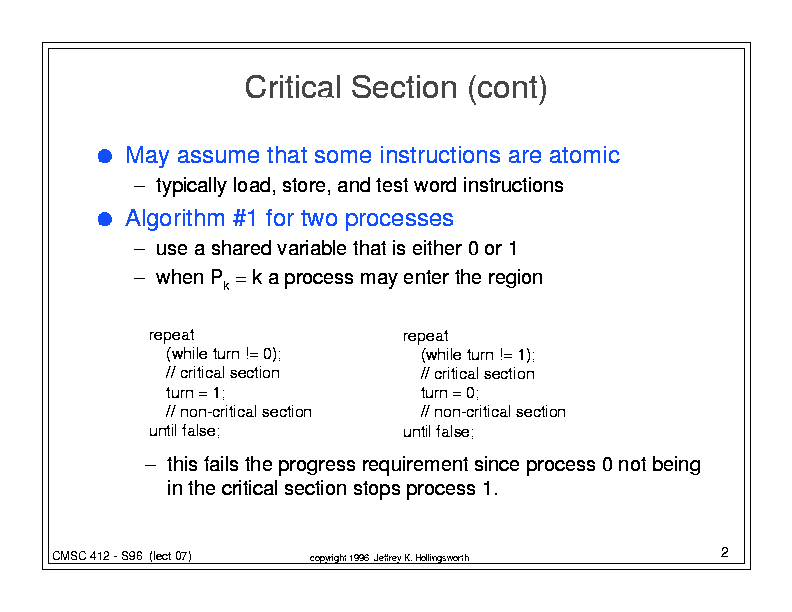 Critical Section (cont)
● May assume that some instructions are atomic
– typically load, store, and test word instructions
● Algorithm #1 for two processes
– use a shared variable that is either 0 or 1
– when Pk = k a process may enter the region
repeat
(while turn != 0);
// critical section
turn = 1;
// non-critical section
until false;
repeat
(while turn != 1);
// critical section
turn = 0;
// non-critical section
until false;
– this fails the progress requirement since process 0 not being
in the critical section stops process 1.
CMSC 412 - S96 (lect 07)
copyright 1996 Jeffrey K. Hollingsworth
2